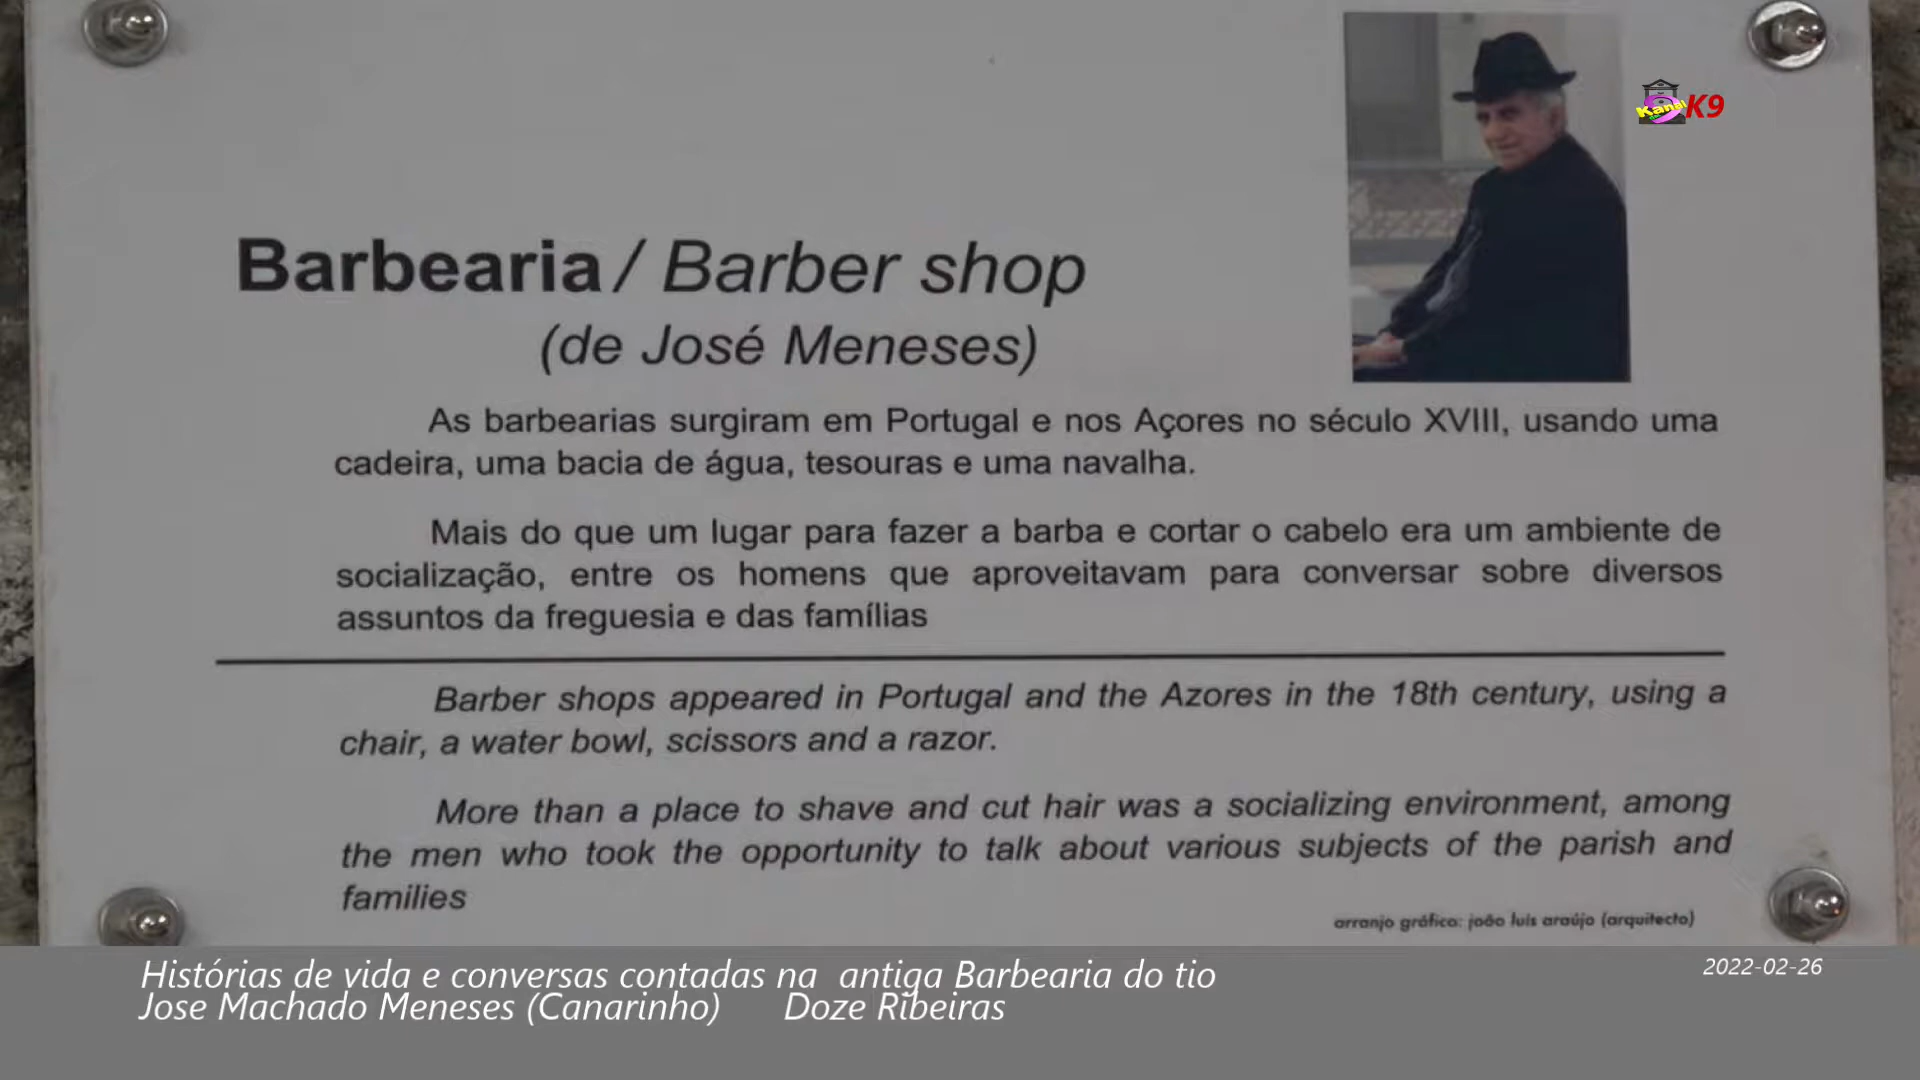 Kanal 9 K9
Barbearia / Barber shop
(de José Meneses)
As barbearias surgiram em Portugal e nos Açores no século XVIII, usando uma
cadeira, uma bacia de água, tesouras e uma navalha.
Mais do que um lugar para fazer a barba e cortar o cabelo era um ambiente de
socialização, entre os homens que aproveitavam para conversar sobre diversos
assuntos da freguesia e das famílias
Barber shops appeared in Portugal and the Azores in the 18th century, using a
chair, a water bowl, scissors and a razor.
More than a place to shave and cut hair was a socializing environment, among
the men who took the opportunity to talk about various subjects of the parish and
families
arranjo gráfico: joão luís araújo (arquitecto)
Histórias de vida e conversas contadas na antiga Barbearia do tio
Jose Machado Meneses (Canarinho) Doze Ribeiras
2022-02-26